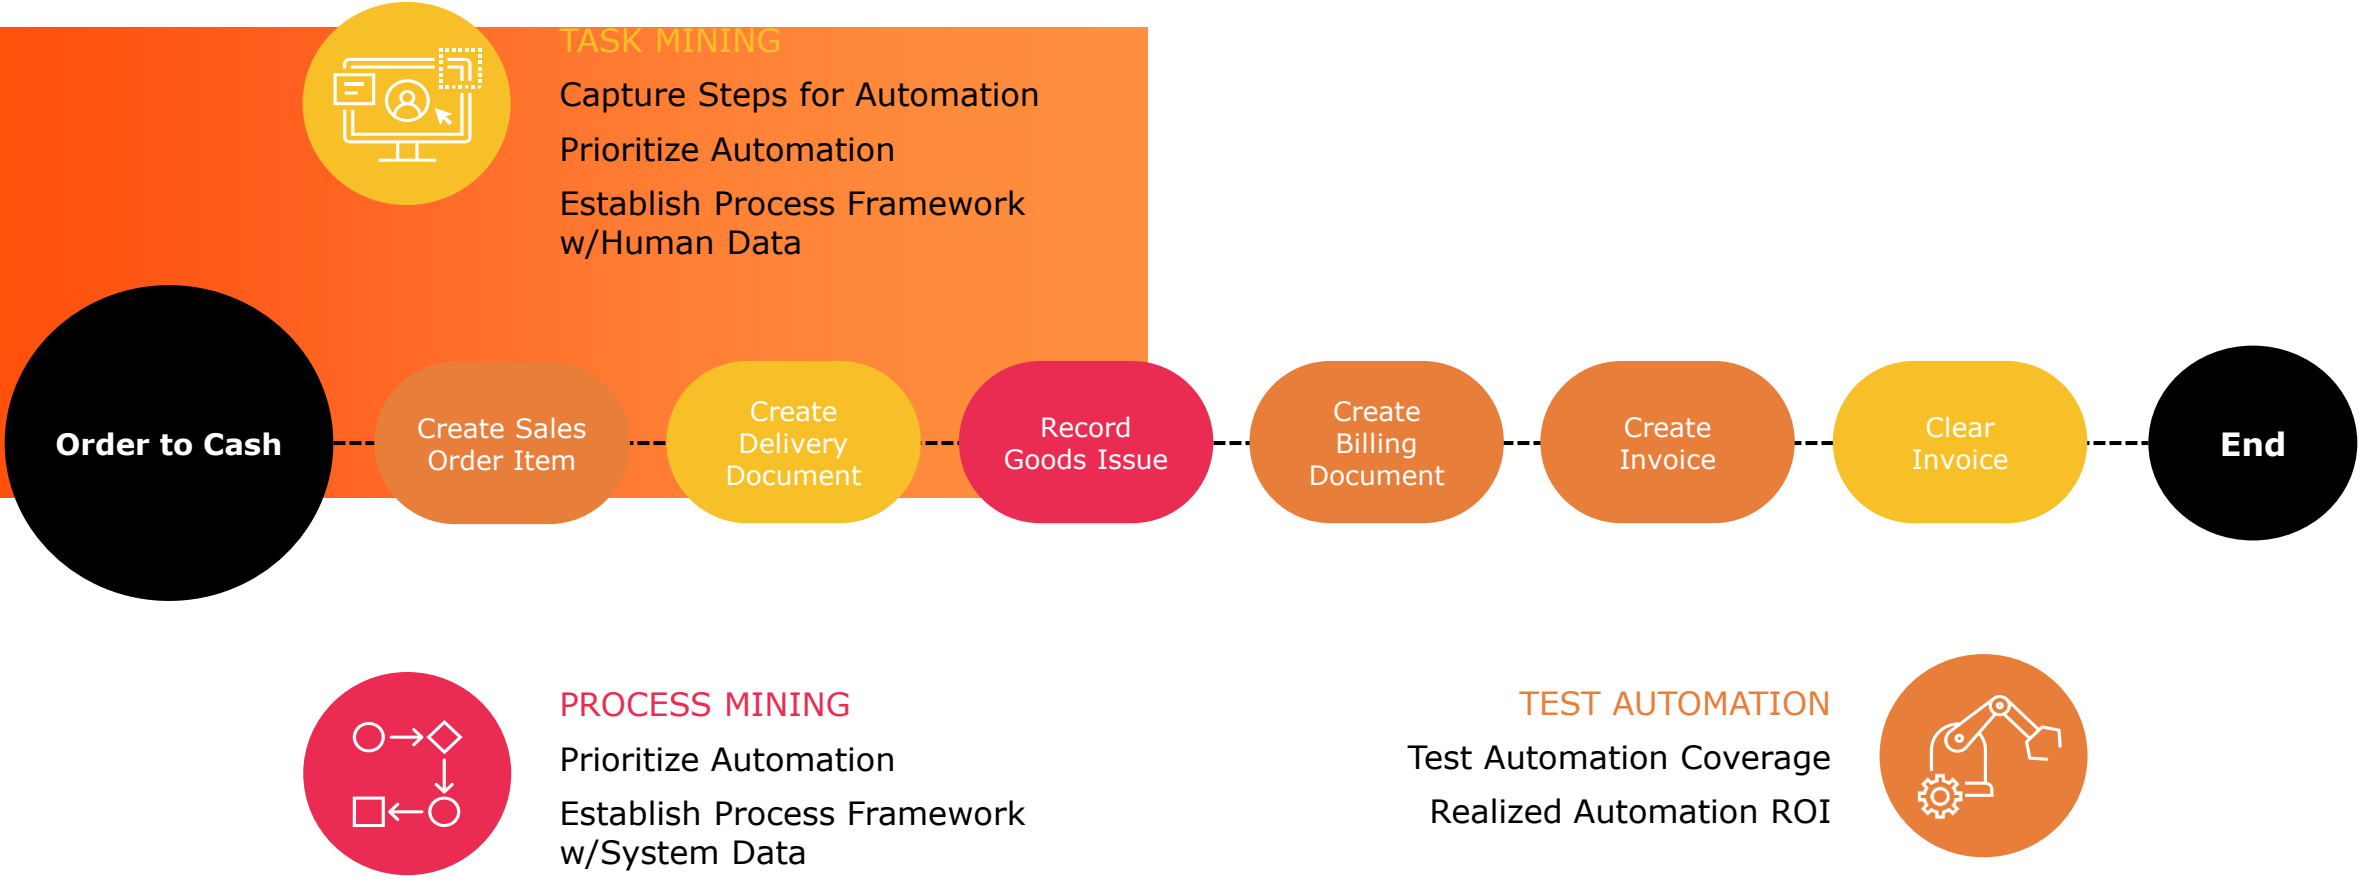 TASK MINING
Capture Steps for Automation
Prioritize Automation
Establish Process Framework
w/Human Data
Order to Cash
Create Sales
Order Item
Create
Delivery
Document
Record
Goods Issue
Create
Billing
Document
Create
Invoice
Clear
Invoice
End
PROCESS MINING
Prioritize Automation
Establish Process Framework
w/System Data
TEST AUTOMATION
Test Automation Coverage
Realized Automation ROI